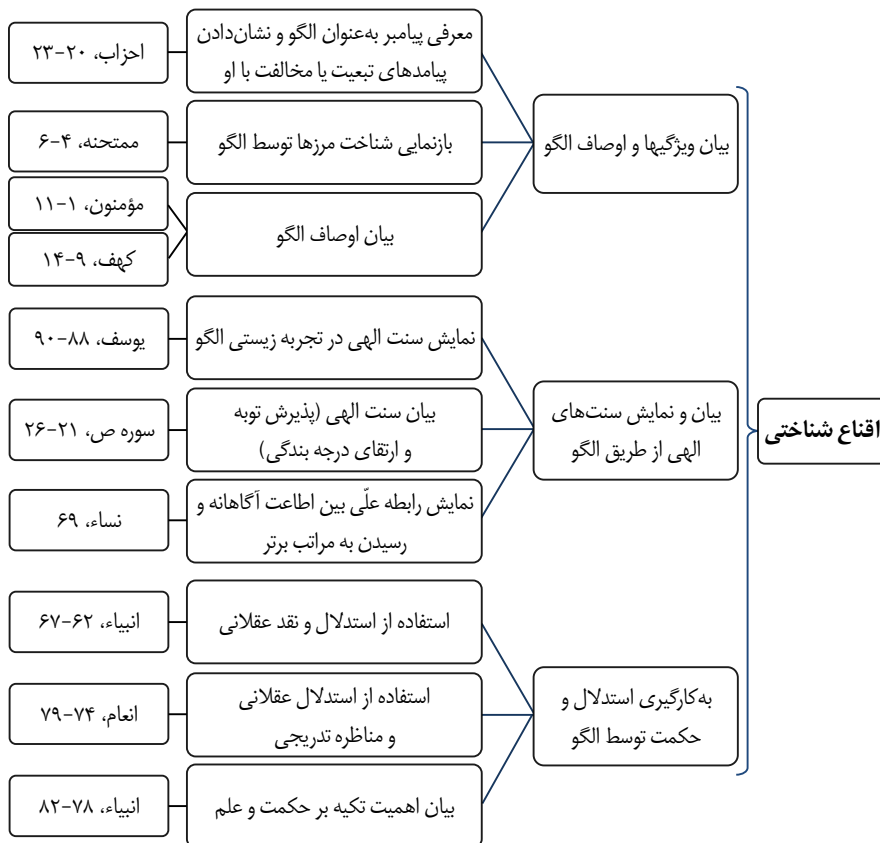 اقناع شناختی
بیان ویژگیها و اوصاف الگو
معرفی پیامبر به‌عنوان الگو و نشان‌دادن
پیامدهای تبعیت یا مخالفت با او
احزاب، ۲۰-۲۳
بازنمایی شناخت مرزها توسط الگو
ممتحنه، ۴-۶
بیان اوصاف الگو
مؤمنون، ۱-۱۱
کهف، ۹-۱۴
بیان و نمایش سنت‌های
الهی از طریق الگو
نمایش سنت الهی در تجربه زیستی الگو
یوسف، ۸۸-۹۰
بیان سنت الهی (پذیرش توبه
و ارتقای درجه بندگی)
سوره ص، ۲۱-۲۶
نمایش رابطه علّی بین اطاعت آگاهانه و
رسیدن به مراتب برتر
نساء، ۶۹
به‌کارگیری استدلال و
حکمت توسط الگو
استفاده از استدلال و نقد عقلانی
انبیاء، ۶۲-۶۷
استفاده از استدلال عقلانی
و مناظره تدریجی
انعام، ۷۴-۷۹
بیان اهمیت تکیه بر حکمت و علم
انبیاء، ۷۸-۸۲